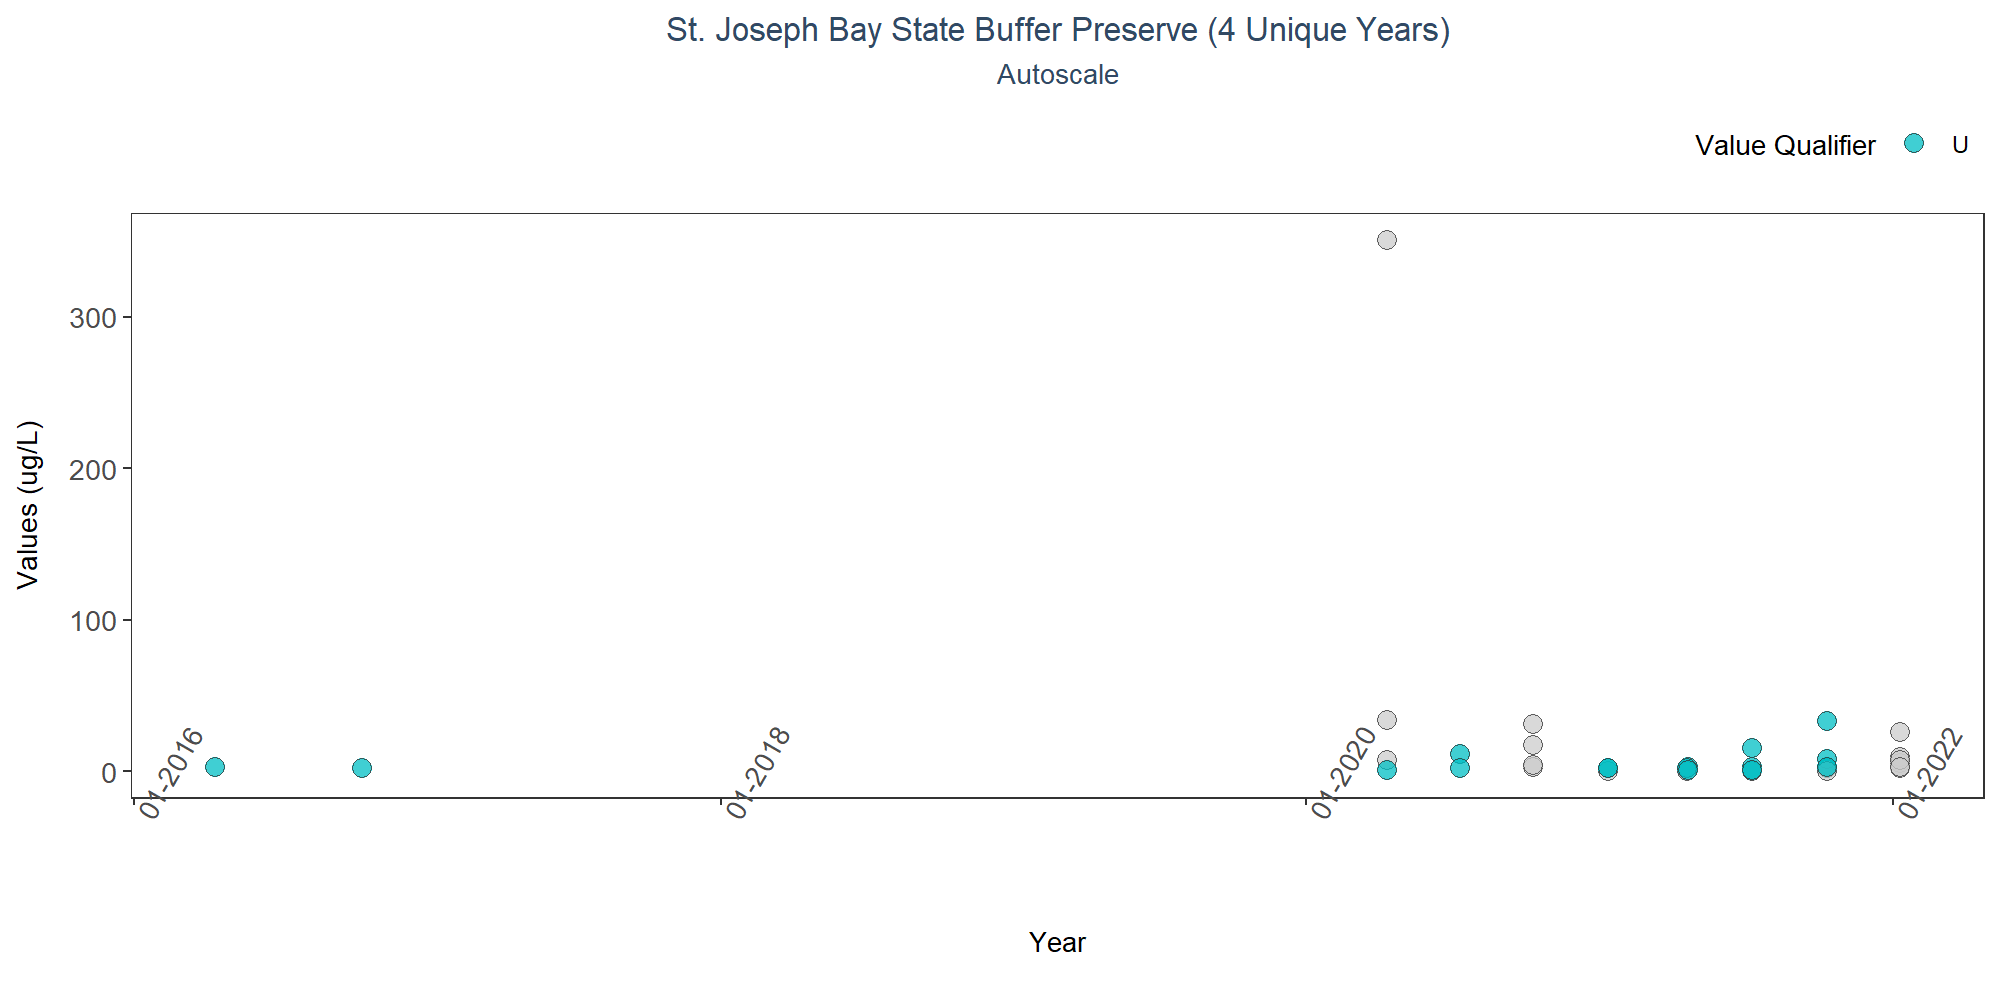 St. Joseph Bay State Buffer Preserve (4 Unique Years)
Autoscale
Value Qualifier U
Values (ug/L)
300
200
100
0
01-2016
01-2018
01-2020
01-2022
Year